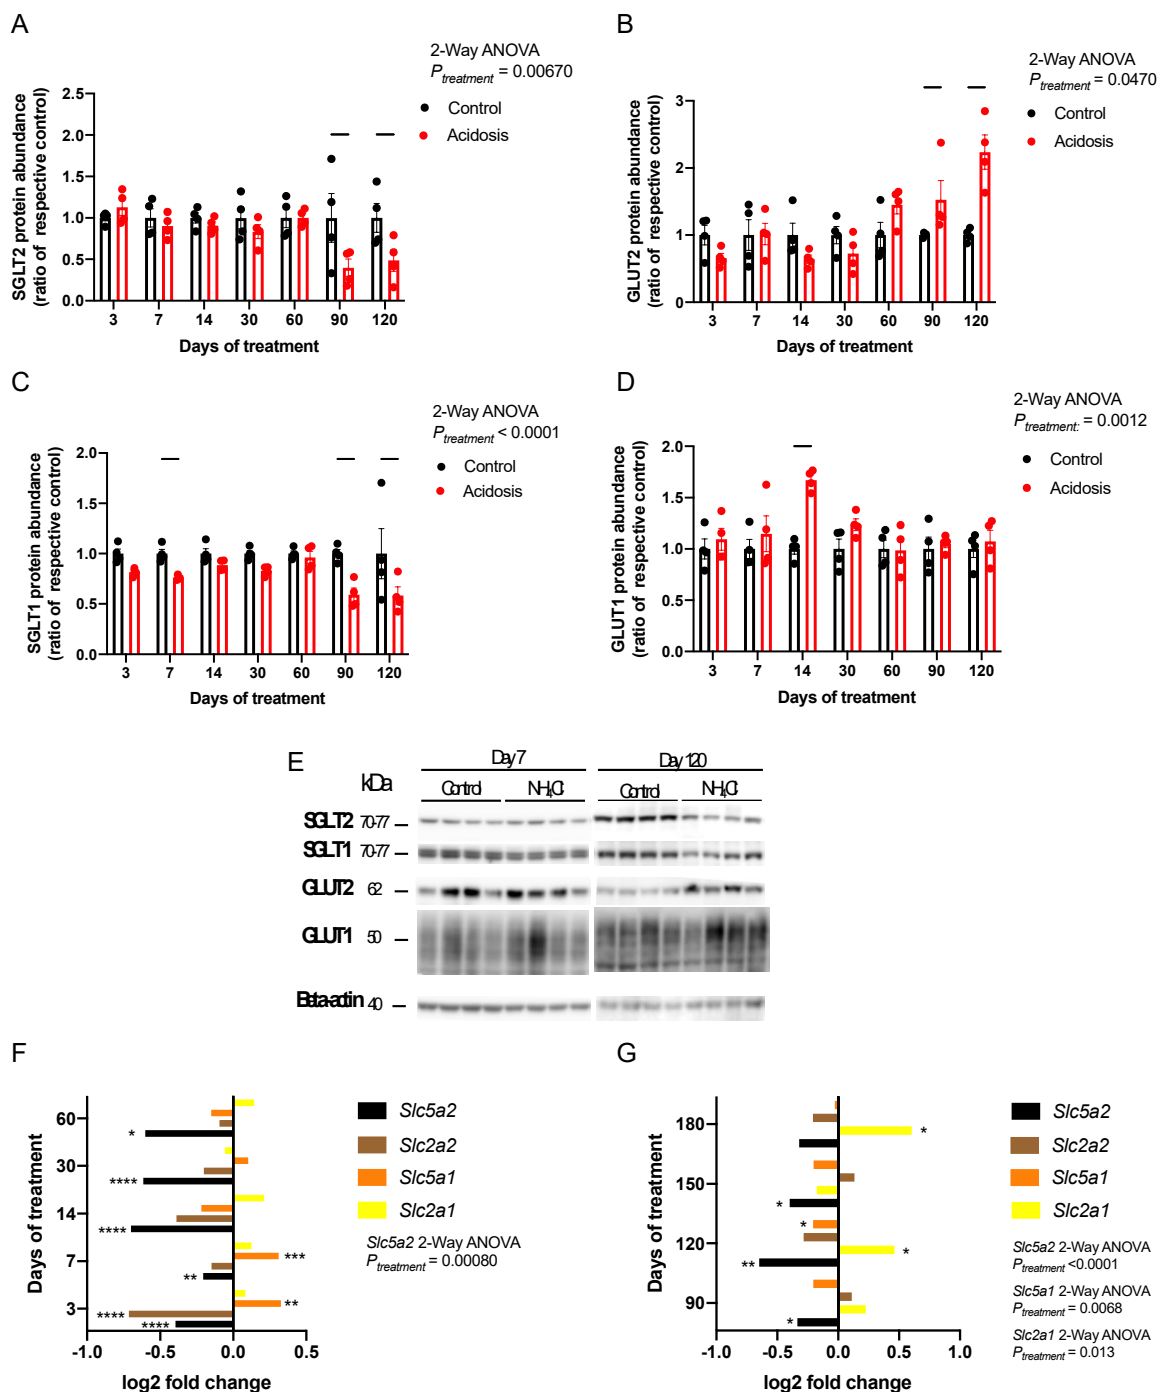 A
2-Way ANOVA
Ptreatment = 0.00670
Control
Acidosis
SGLT2 protein abundance
(ratio of respective control)
2.5
2.0
1.5
1.0
0.5
0.0
3 7 14 30 60 90 120
Days of treatment
B
2-Way ANOVA
Ptreatment = 0.0470
Control
Acidosis
GLUT2 protein abundance
(ratio of respective control)
3
2
1
0
3 7 14 30 60 90 120
Days of treatment
C
2-Way ANOVA
Ptreatment < 0.0001
Control
Acidosis
SGLT1 protein abundance
(ratio of respective control)
2.0
1.5
1.0
0.5
0.0
3 7 14 30 60 90 120
Days of treatment
D
2-Way ANOVA
Ptreatment: = 0.0012
Control
Acidosis
GLUT1 protein abundance
(ratio of respective control)
2.0
1.5
1.0
0.5
0.0
3 7 14 30 60 90 120
Days of treatment
E
Day 7 Day 120
kDa Control NH4Cl Control NH4Cl
SGLT2 70-77
SGLT1 70-77
GLUT2 62
GLUT1 50
Beta-actin 40
F
Days of treatment
60
30
14
7
3
*
****
****
***
**
**
****
****
-1.0 -0.5 0.0 0.5
log2 fold change
Slc5a2
Slc2a2
Slc5a1
Slc2a1
Slc5a2 2-Way ANOVA
Ptreatment = 0.00080
G
Days of treatment
180
150
120
90
*
*
*
*
**
*
-1.0 -0.5 0.0 0.5 1.0
log2 fold change
Slc5a2
Slc2a2
Slc5a1
Slc2a1
Slc5a2 2-Way ANOVA
Ptreatment <0.0001
Slc5a1 2-Way ANOVA
Ptreatment = 0.0068
Slc2a1 2-Way ANOVA
Ptreatment = 0.013